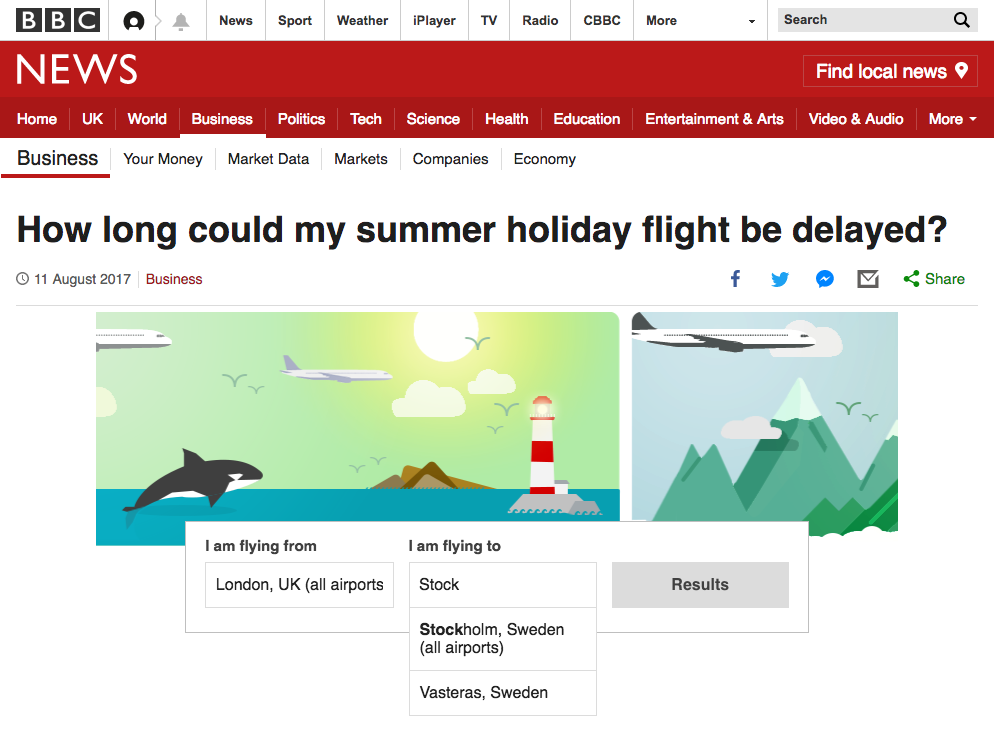 BBC News Sport Weather iPlayer TV Radio CBBC More Search
NEWS
Find local news
Home UK World Business Politics Tech Science Health Education Entertainment & Arts Video & Audio More
Business Your Money Market Data Markets Companies Economy
How long could my summer holiday flight be delayed?
11 August 2017 Business Share
I am flying from I am flying to
London, UK (all airports Stock Results
Stockholm, Sweden
(all airports)
Vasteras, Sweden